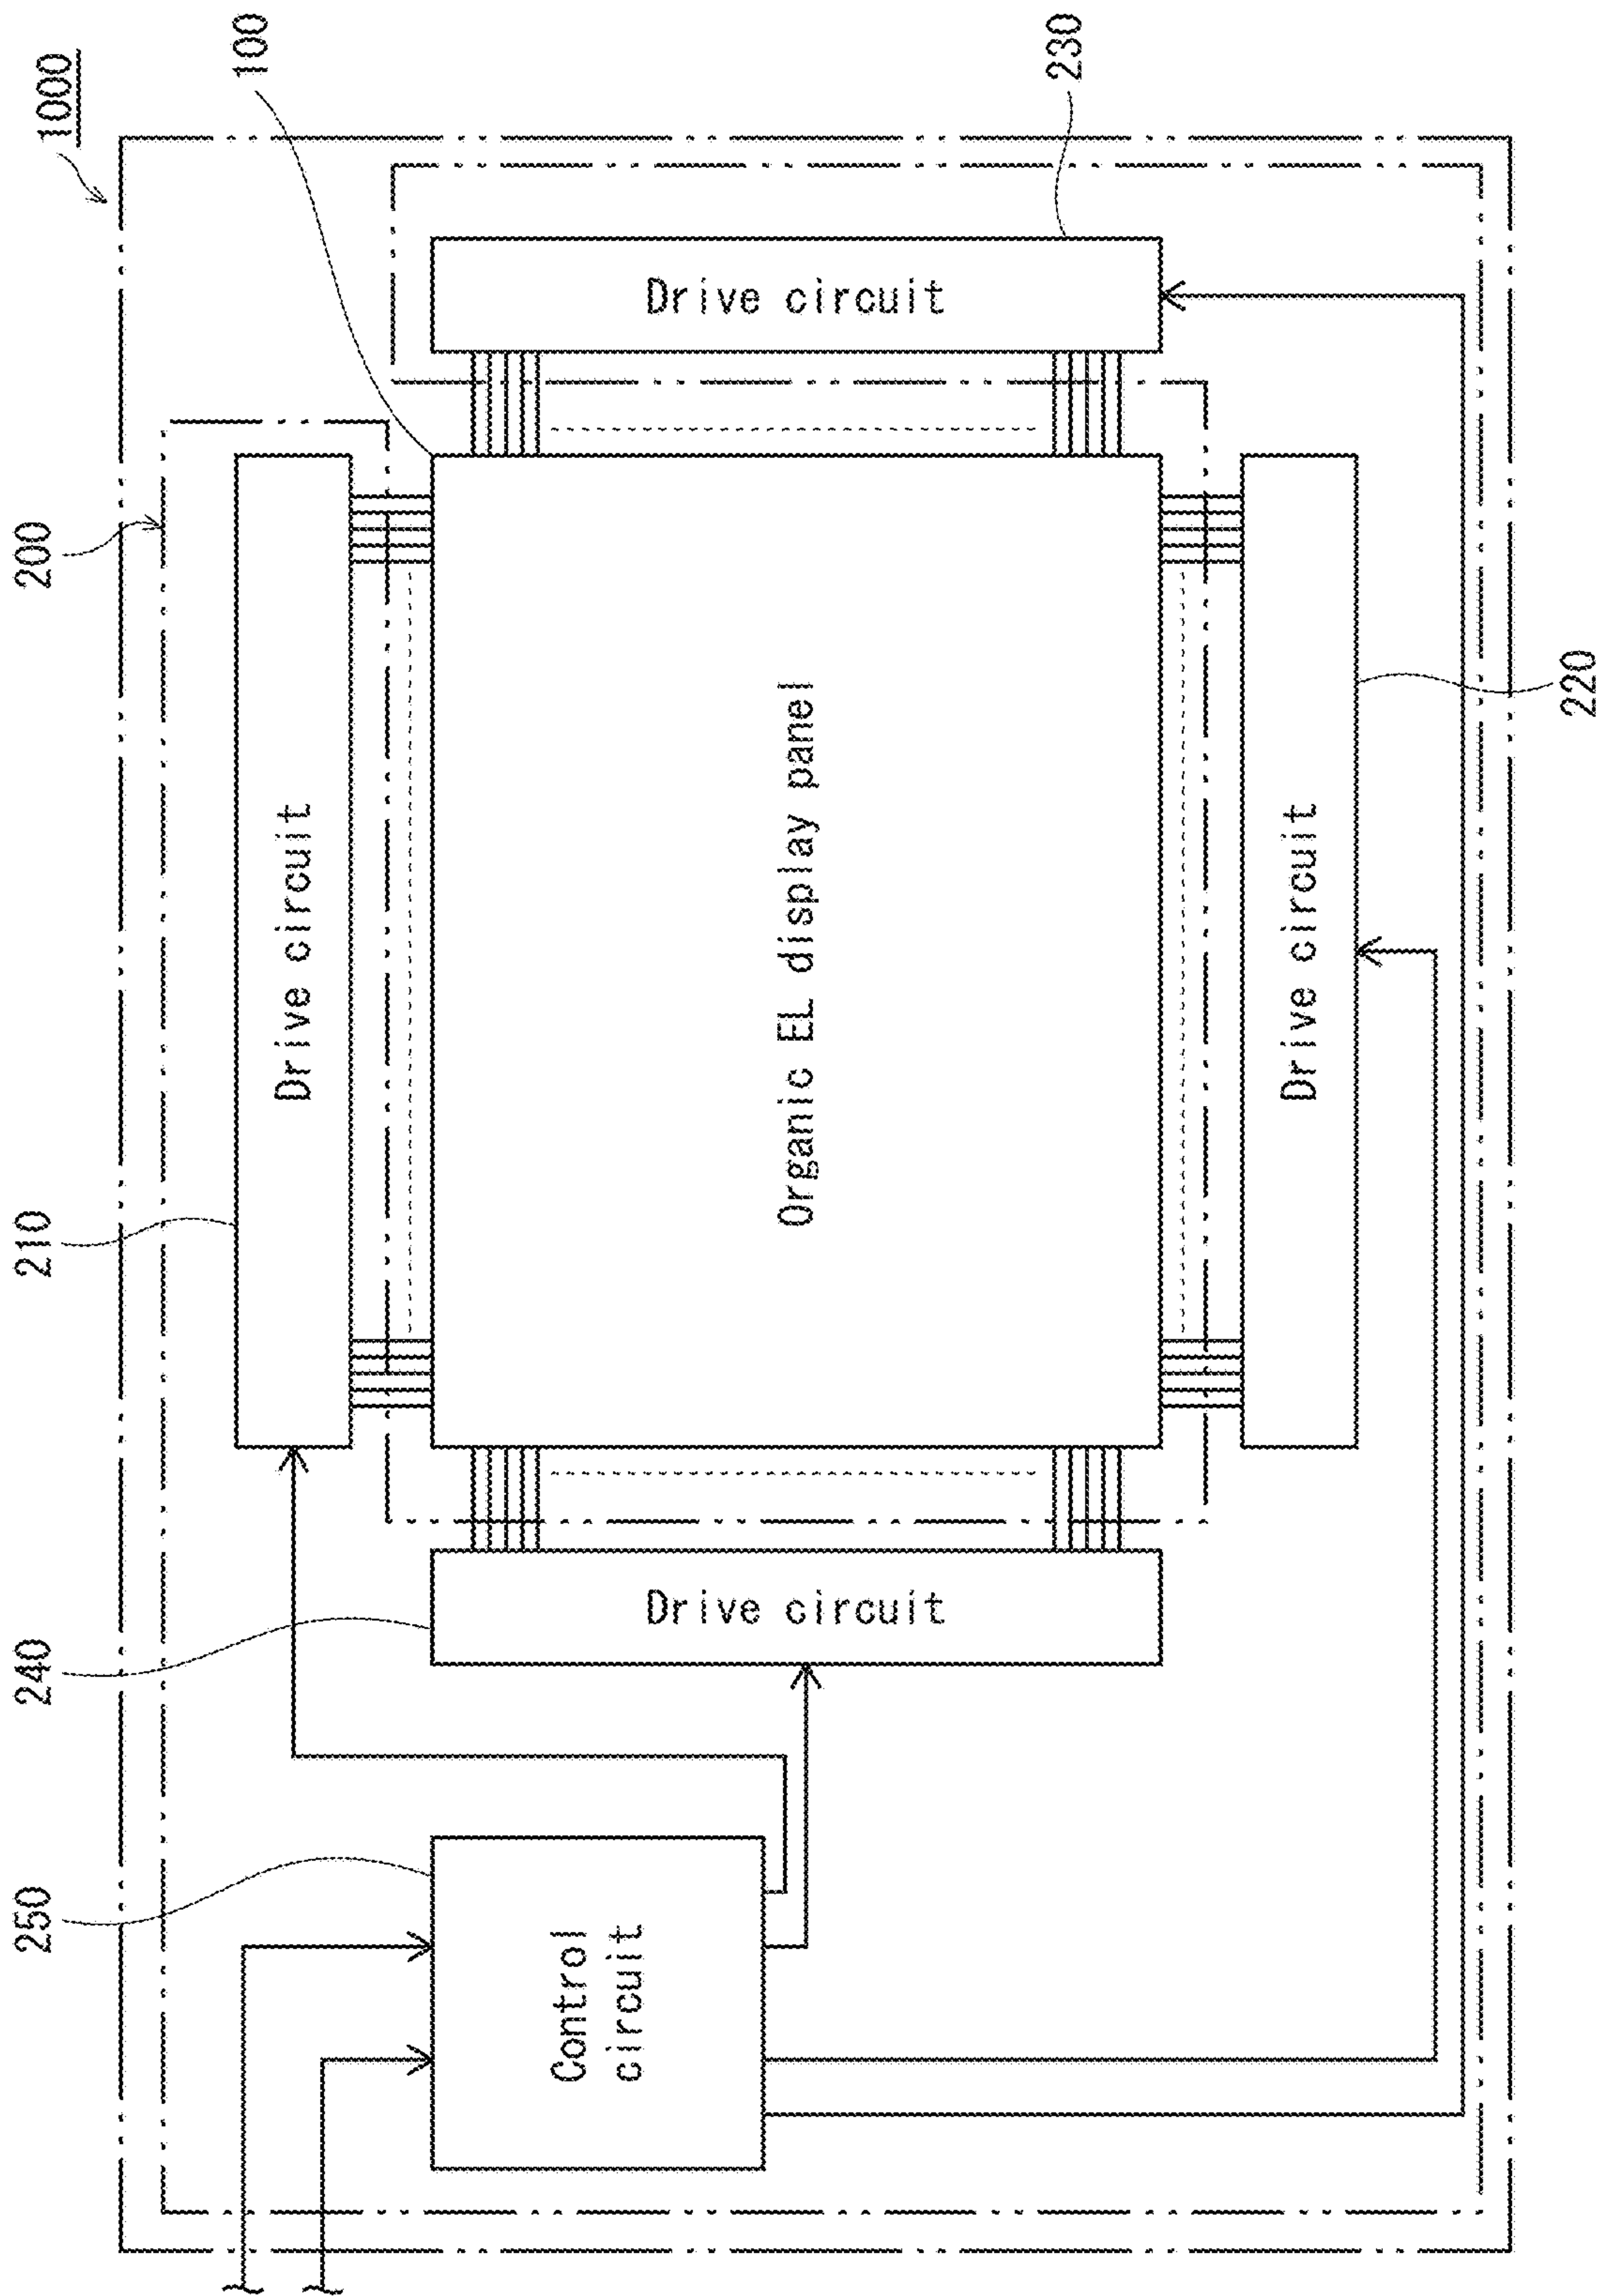 1000
200
210
240
250
100
230
220
Drive circuit
Drive circuit
Organic EL display panel
Drive circuit
Drive circuit
Control
circuit